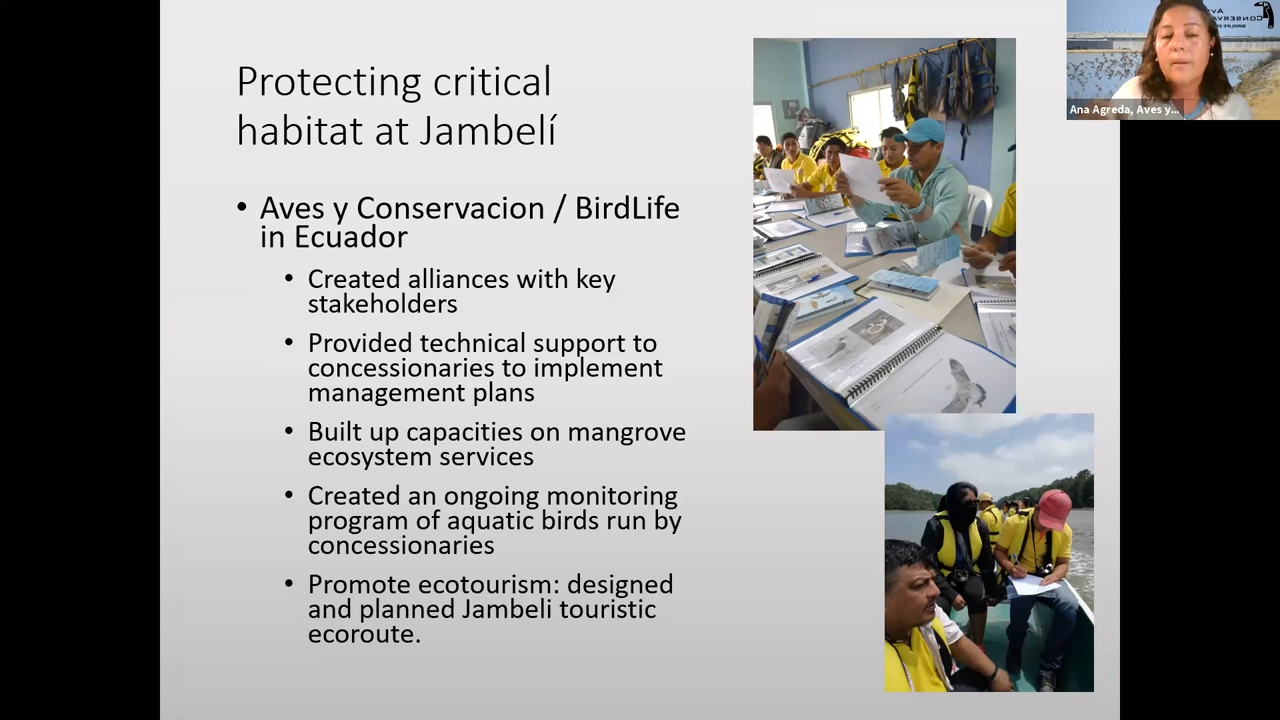 Protecting critical
habitat at Jambelí
• Aves y Conservacion / BirdLife
in Ecuador
• Created alliances with key
stakeholders
• Provided technical support to
concessionaries to implement
management plans
• Built up capacities on mangrove
ecosystem services
• Created an ongoing monitoring
program of aquatic birds run by
concessionaries
• Promote ecotourism: designed
and planned Jambeli touristic
ecoroute.
Ana Agreda, Aves y...